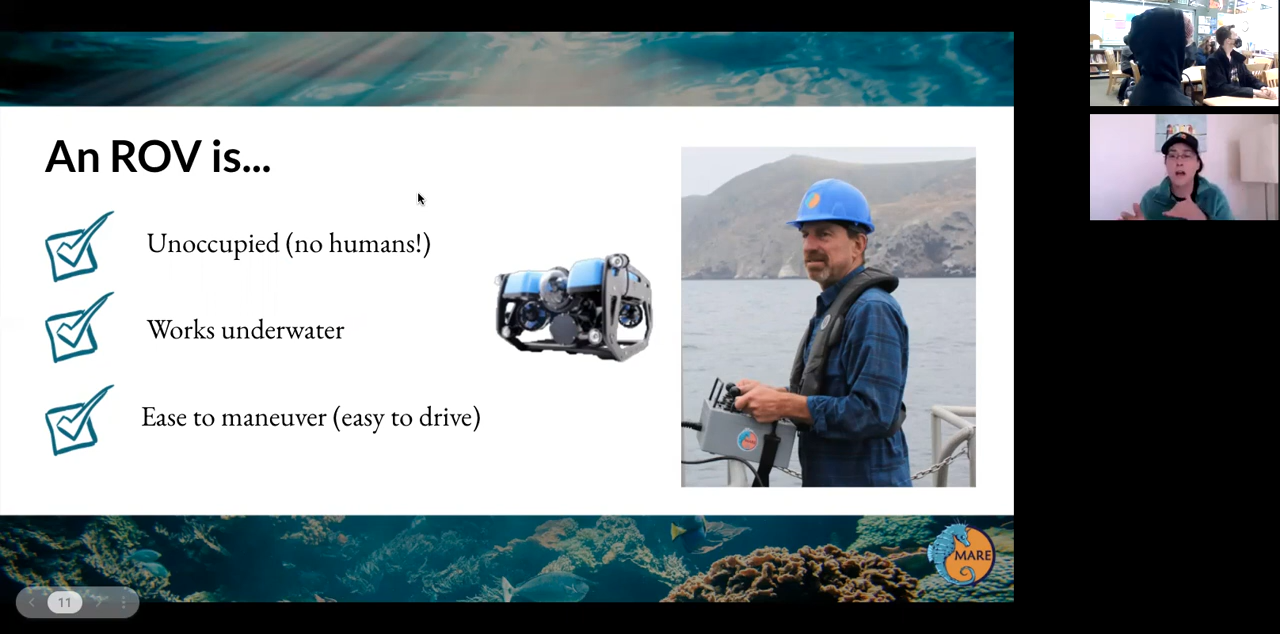 An ROV is...
Unoccupied (no humans!)
Works underwater
Ease to maneuver (easy to drive)
MARE
11